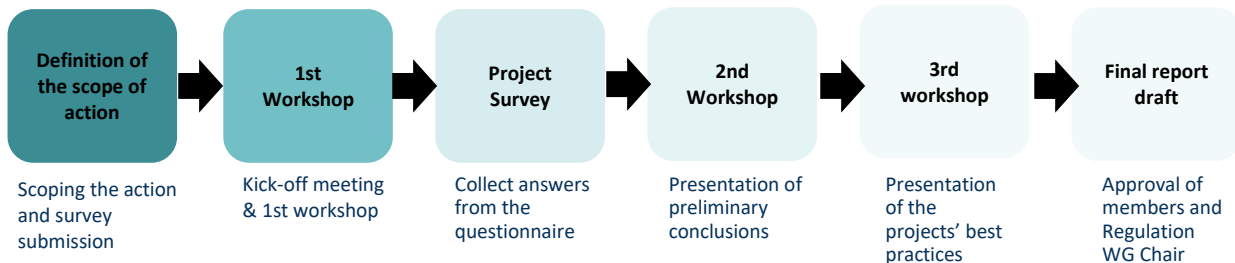 Definition of
the scope of
action
1st
Workshop
Project
Survey
2nd
Workshop
3rd
workshop
Final report
draft
Scoping the action
and survey
submission
Kick-off meeting
& 1st workshop
Collect answers
from the
questionnaire
Presentation of
preliminary
conclusions
Presentation
of the
projects’ best
practices
Approval of
members and
Regulation
WG Chair